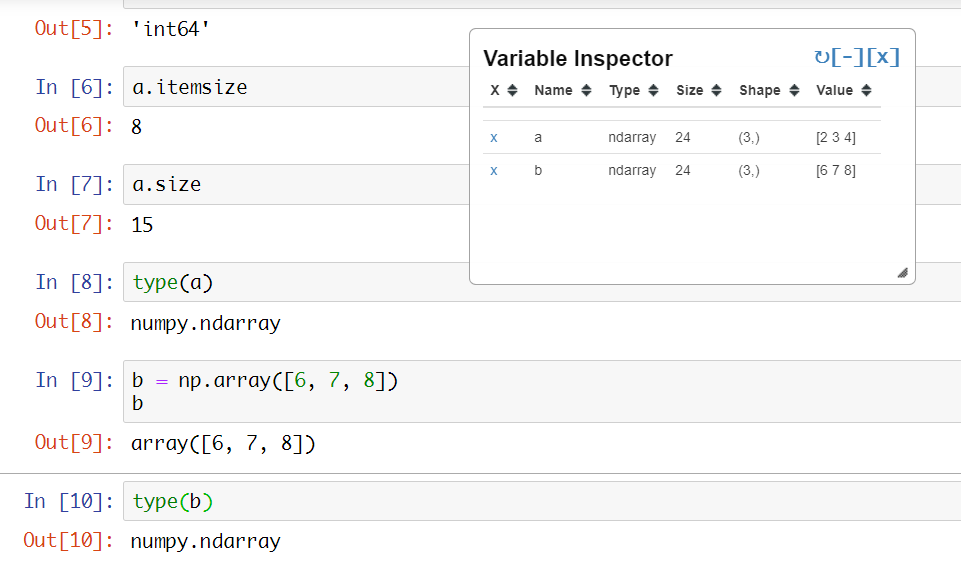 Out[5]: 'int64'
In [6]: a.itemsize
Out[6]: 8
In [7]: a.size
Out[7]: 15
In [8]: type(a)
Out[8]: numpy.ndarray
In [9]: b = np.array([6, 7, 8])
b
Out[9]: array([6, 7, 8])
In [10]: type(b)
Out[10]: numpy.ndarray
Variable Inspector ↻[-][x]
X Name Type Size Shape Value
x a ndarray 24 (3,) [2 3 4]
x b ndarray 24 (3,) [6 7 8]